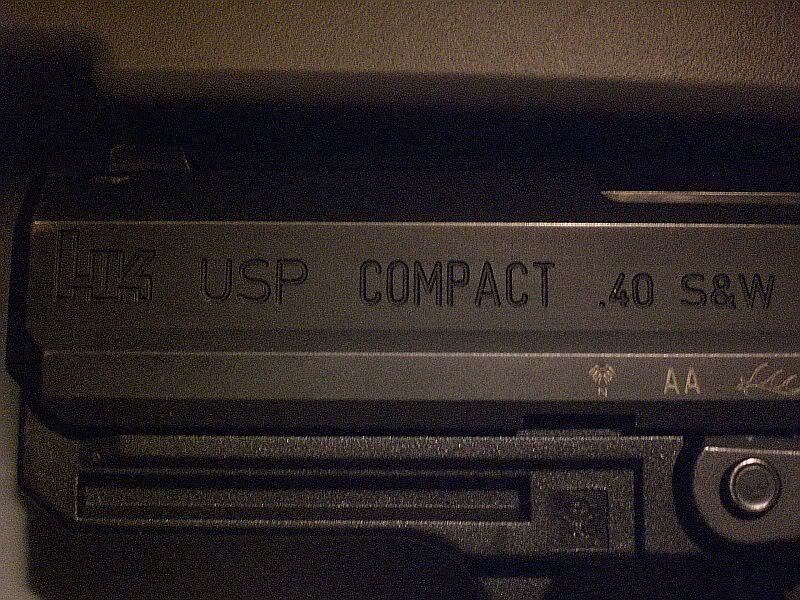 HK USP COMPACT .40 S&W
N AA